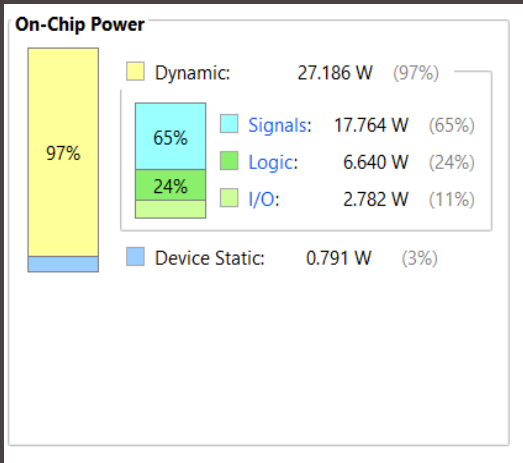 On-Chip Power
Dynamic: 27.186 W (97%)
97%
65%
Signals: 17.764 W (65%)
24%
Logic: 6.640 W (24%)
I/O: 2.782 W (11%)
Device Static: 0.791 W (3%)